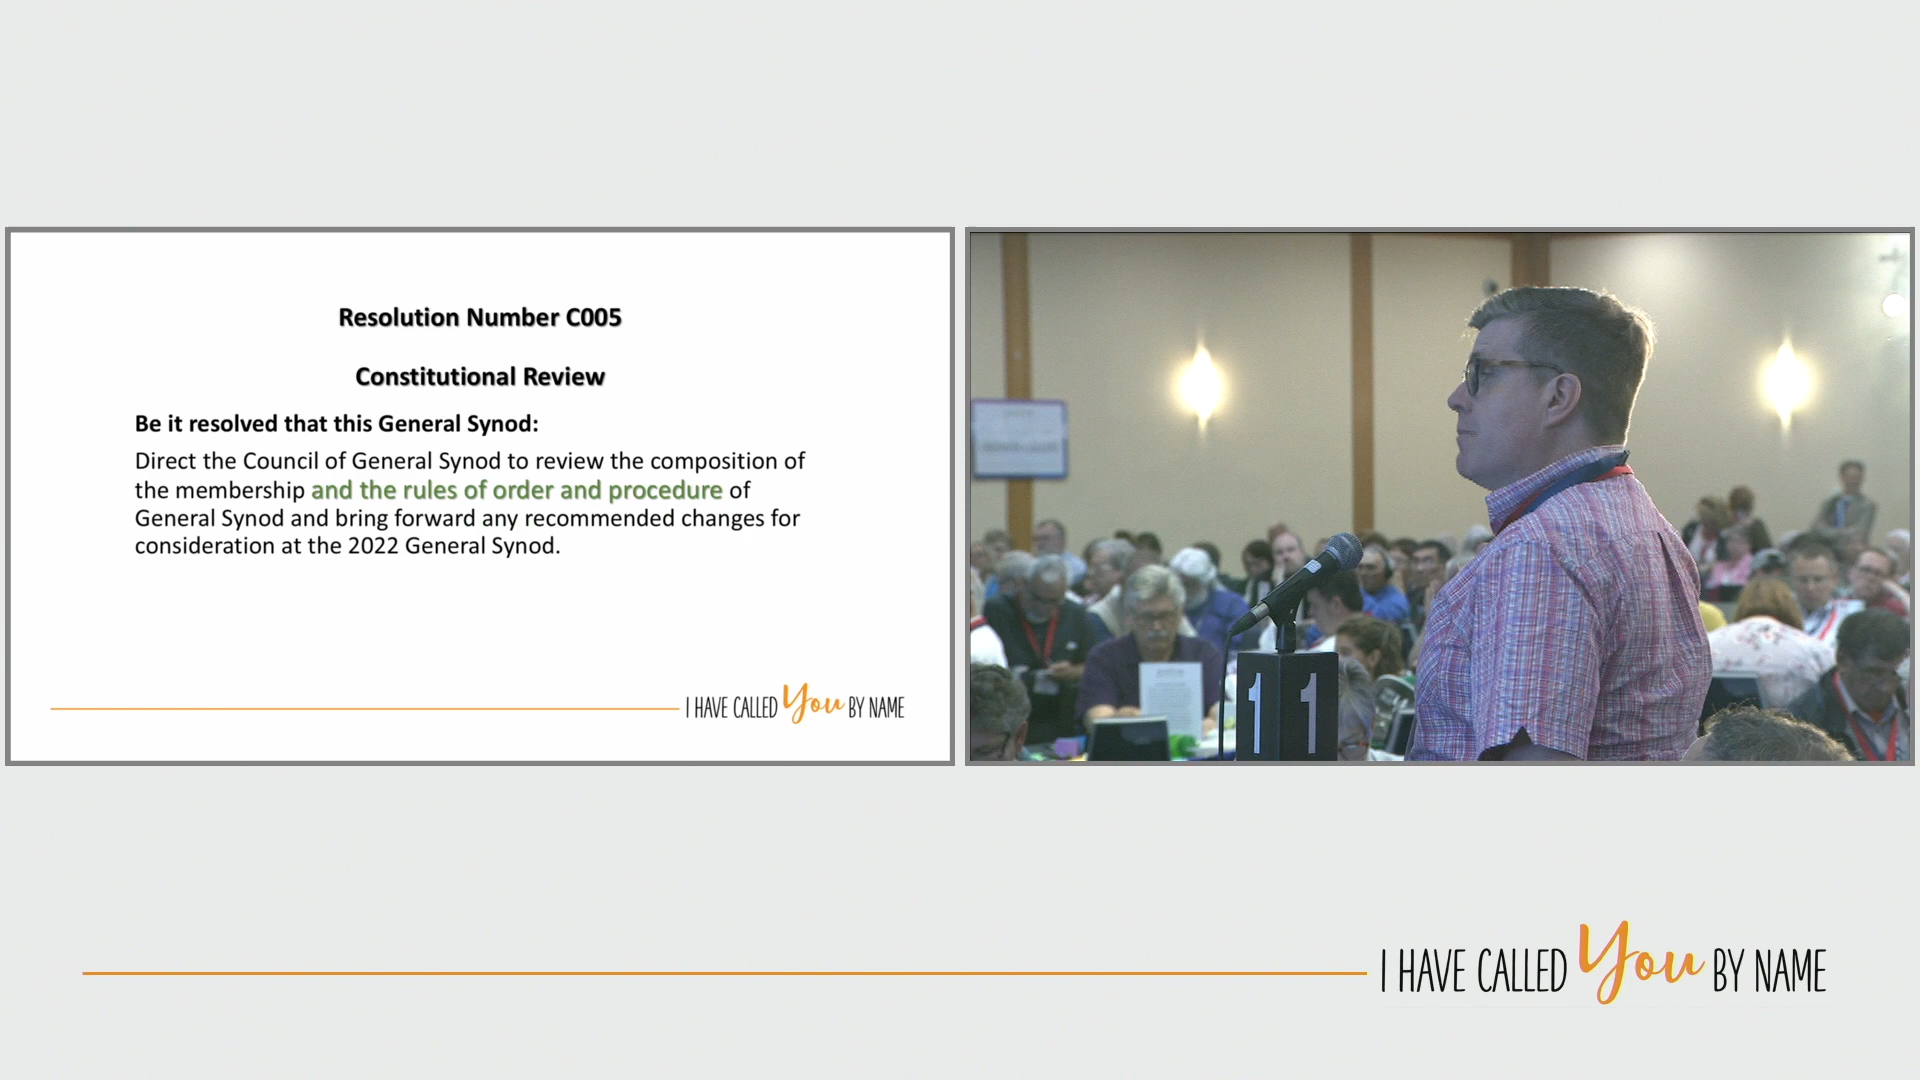 Resolution Number C005
Constitutional Review
Be it resolved that this General Synod:
Direct the Council of General Synod to review the composition of
the membership and the rules of order and procedure of
General Synod and bring forward any recommended changes for
consideration at the 2022 General Synod.
I HAVE CALLED You BY NAME
1 1
I HAVE CALLED You BY NAME